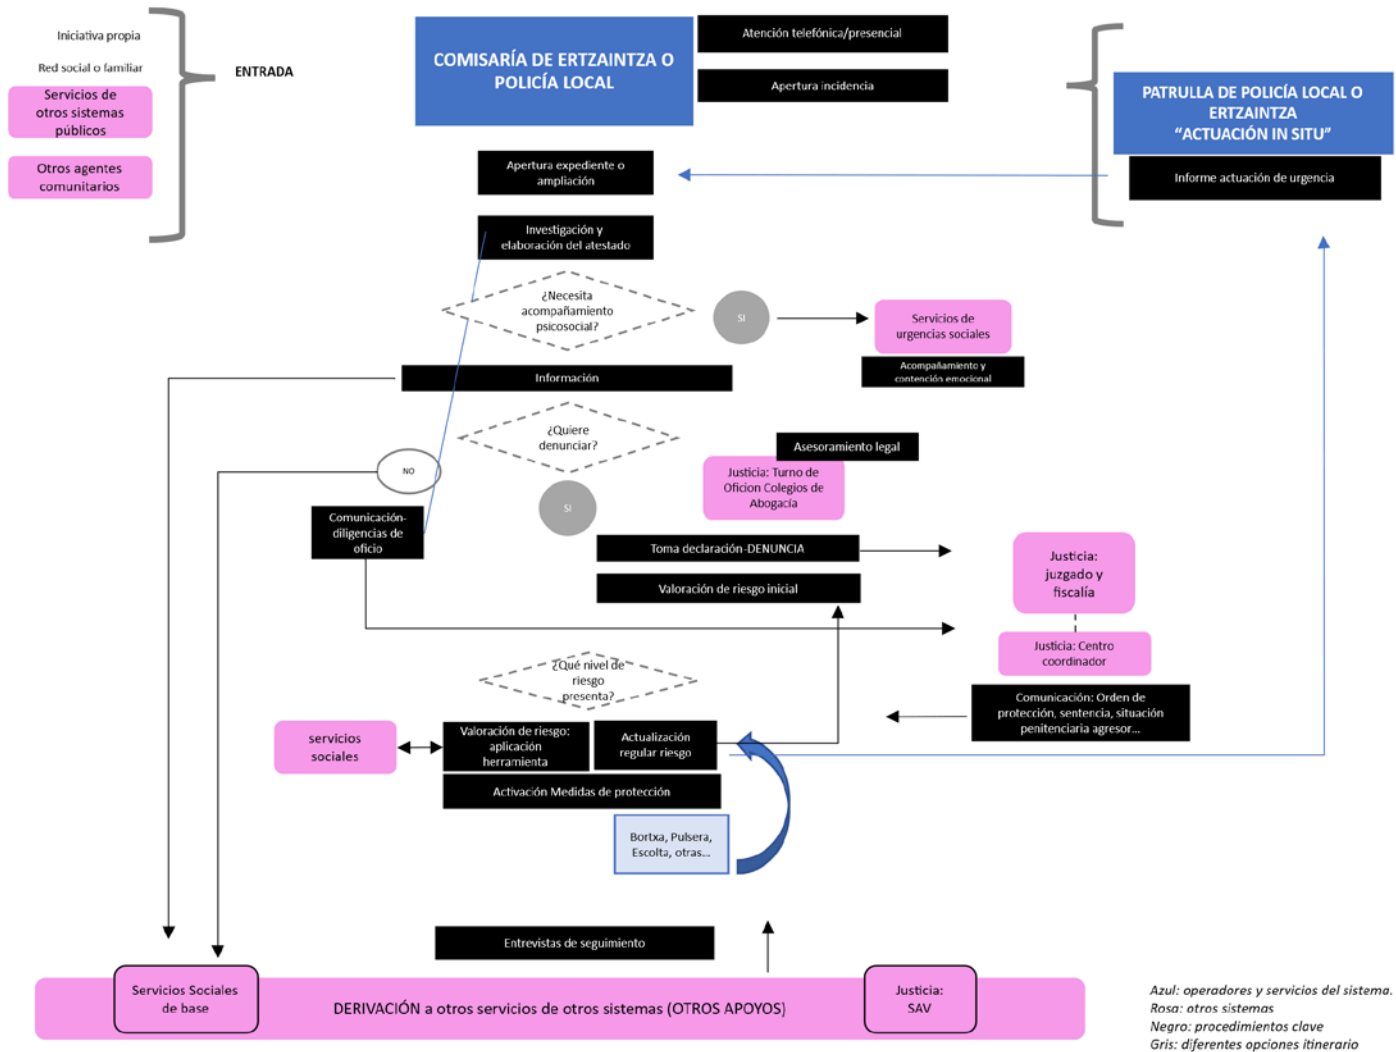 Iniciativa propia
Red social o familiar
Servicios de
otros sistemas
públicos
Otros agentes
comunitarios
ENTRADA
COMISARÍA DE ERTZAINTZA O
POLICÍA LOCAL
Atención telefónica/presencial
Apertura incidencia
PATRULLA DE POLICÍA LOCAL O
ERTZAINTZA
“ACTUACIÓN IN SITU”
Informe actuación de urgencia
Apertura expediente o
ampliación
Investigación y
elaboración del atestado
¿Necesita
acompañamiento
psicosocial?
SI
Servicios de
urgencias sociales
Acompañamiento y
contención emocional
Información
¿Quiere
denunciar?
NO
SI
Asesoramiento legal
Justicia: Turno de
Oficion Colegios de
Abogacía
Comunicación-
diligencias de
oficio
Toma declaración-DENUNCIA
Valoración de riesgo inicial
Justicia:
juzgado y
fiscalía
Justicia: Centro
coordinador
Comunicación: Orden de
protección, sentencia, situación
penitenciaria agresor...
¿Qué nivel de
riesgo
presenta?
servicios
sociales
Valoración de riesgo:
aplicación
herramienta
Actualización
regular riesgo
Activación Medidas de protección
Bortxa, Pulsera,
Escolta, otras...
Entrevistas de seguimiento
Servicios Sociales
de base
DERIVACIÓN a otros servicios de otros sistemas (OTROS APOYOS)
Justicia:
SAV
Azul: operadores y servicios del sistema.
Rosa: otros sistemas
Negro: procedimientos clave
Gris: diferentes opciones itinerario